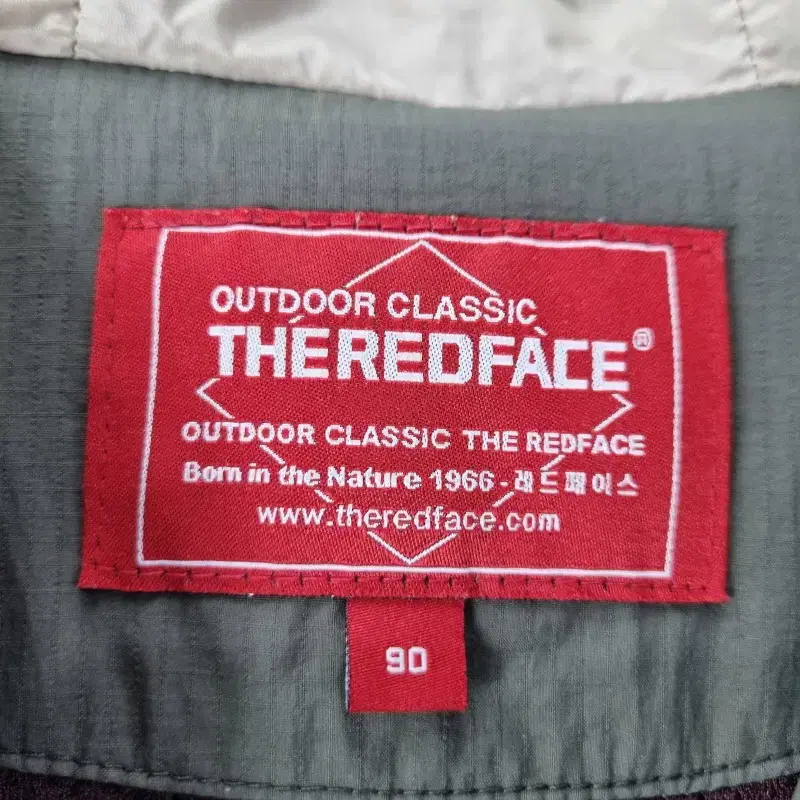 OUTDOOR CLASSIC
THEREDFACE®
OUTDOOR CLASSIC THE REDFACE
Born in the Nature 1966 - 레드페이스
www.theredface.com
90